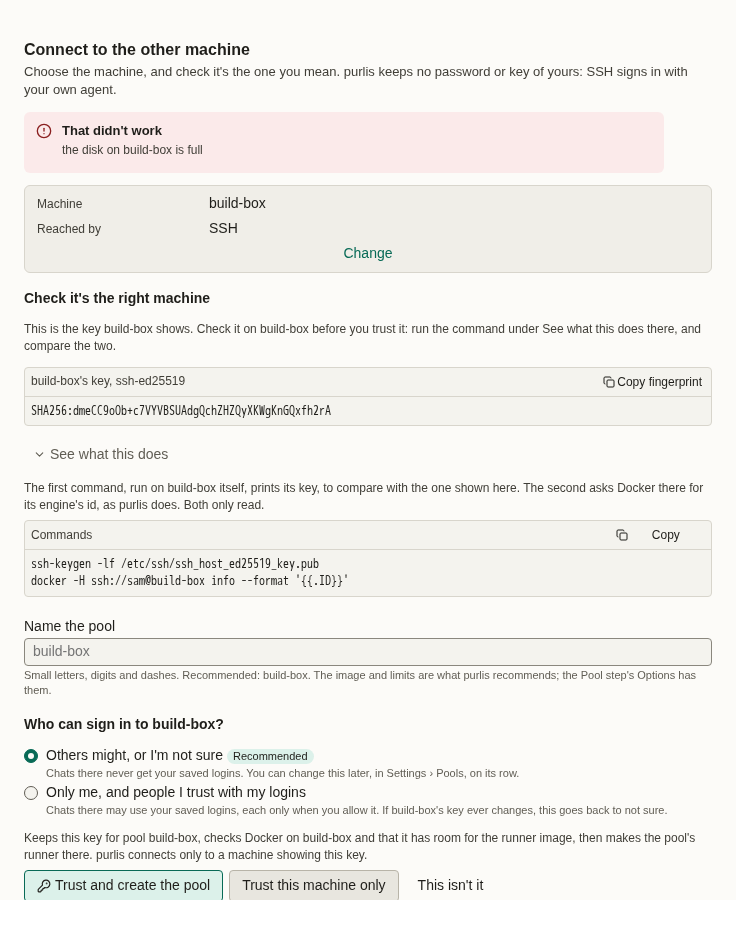 Connect to the other machine
Choose the machine, and check it's the one you mean. purlis keeps no password or key of yours: SSH signs in with
your own agent.
That didn't work
the disk on build-box is full
Machine build-box
Reached by SSH
Change
Check it's the right machine
This is the key build-box shows. Check it on build-box before you trust it: run the command under See what this does there, and
compare the two.
build-box's key, ssh-ed25519 Copy fingerprint
SHA256:dmeCC9oOb+c7VYVBSUAdgQchZHZQyXKWgKnGQxfh2rA
See what this does
The first command, run on build-box itself, prints its key, to compare with the one shown here. The second asks Docker there for
its engine's id, as purlis does. Both only read.
Commands Copy
ssh-keygen -lf /etc/ssh/ssh_host_ed25519_key.pub
docker -H ssh://sam@build-box info --format '{{.ID}}'
Name the pool
build-box
Small letters, digits and dashes. Recommended: build-box. The image and limits are what purlis recommends; the Pool step's Options has
them.
Who can sign in to build-box?
Others might, or I'm not sure Recommended
Chats there never get your saved logins. You can change this later, in Settings › Pools, on its row.
Only me, and people I trust with my logins
Chats there may use your saved logins, each only when you allow it. If build-box's key ever changes, this goes back to not sure.
Keeps this key for pool build-box, checks Docker on build-box and that it has room for the runner image, then makes the pool's
runner there. purlis connects only to a machine showing this key.
Trust and create the pool Trust this machine only This isn't it